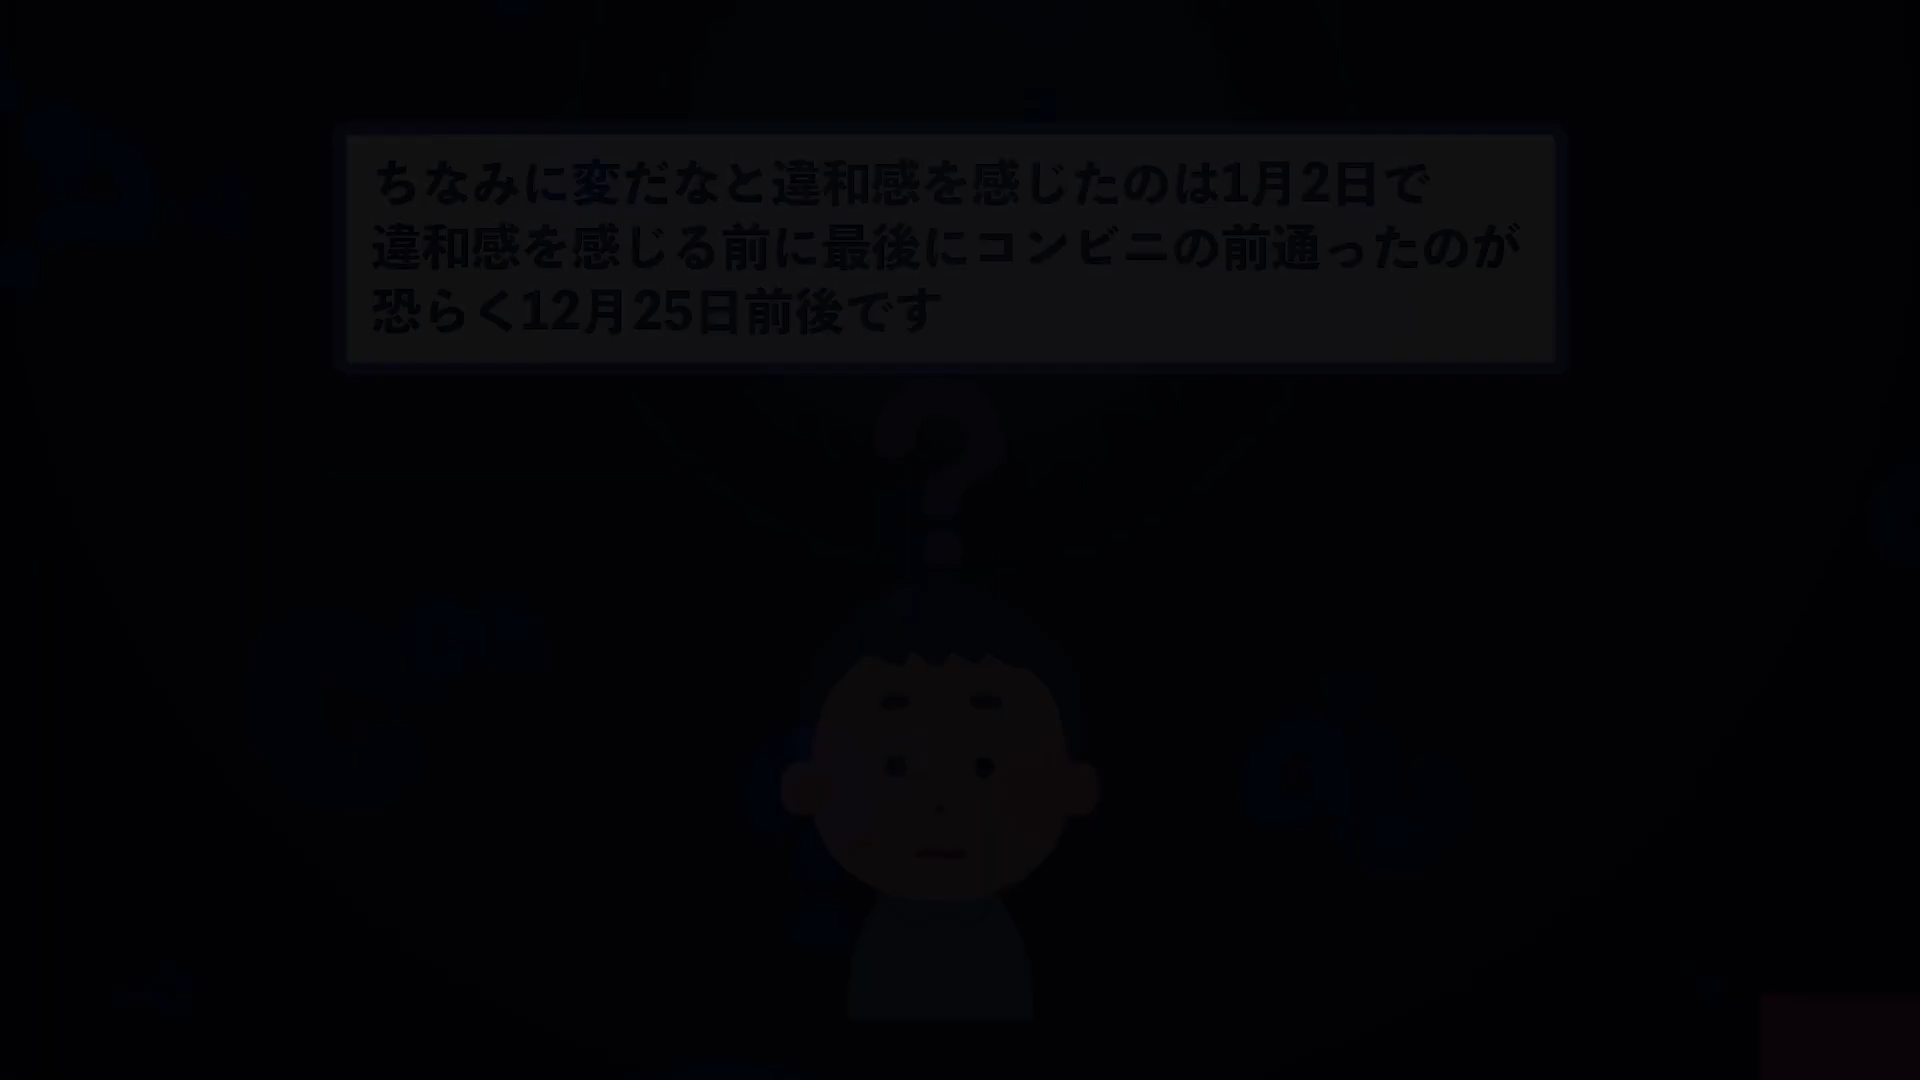 ちなみに変だなと違和感を感じたのは1月2日で
違和感を感じる前に最後にコンビニの前通ったのが
恐らく12月25日前後です
?